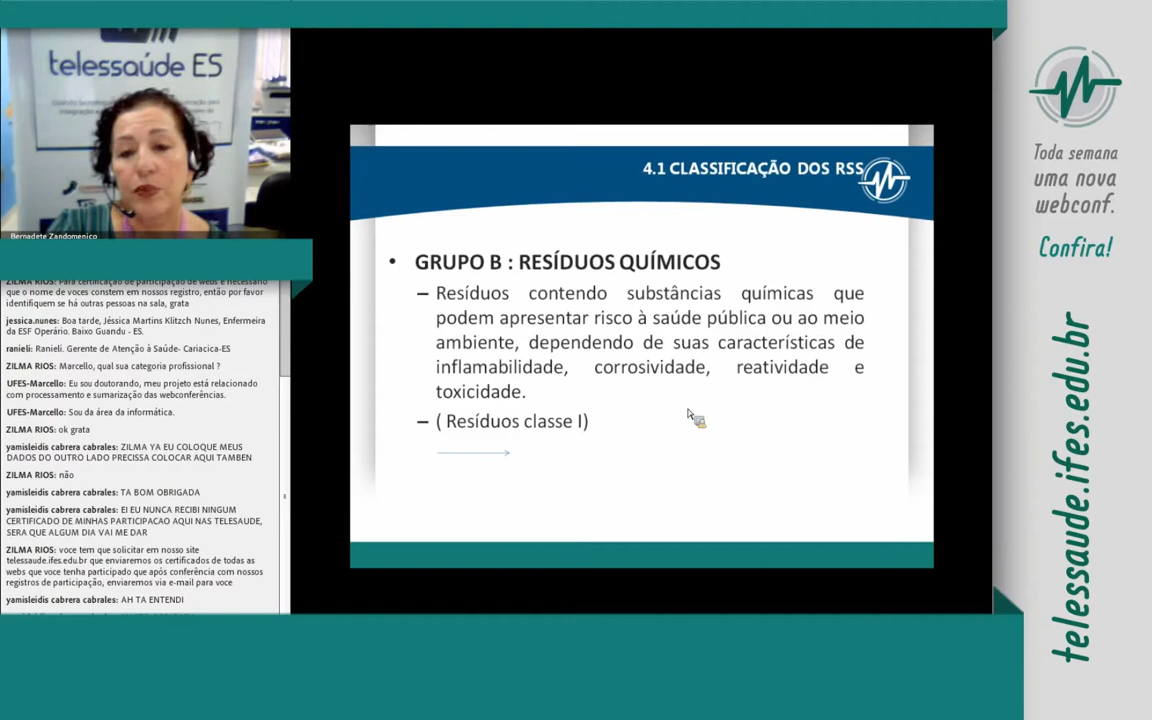 telessaúde ES
Bernadete Zandomenico
ZILMA RIOS: Para certificação de participação de webs é necessário
que o nome de voces constem em nossos registro, então por favor
identifiquem se há outras pessoas na sala, grata
jessica.nunes: Boa tarde, Jéssica Martins Klitzch Nunes, Enfermeira
da ESF Operário. Baixo Guandu - ES.
ranieli: Ranieli. Gerente de Atenção à Saúde- Cariacica-ES
ZILMA RIOS: Marcello, qual sua categoria profissional ?
UFES-Marcello: Eu sou doutorando, meu projeto está relacionado
com processamento e sumarização das webconferências.
UFES-Marcello: Sou da área da informática.
ZILMA RIOS: ok grata
yamisleidis cabrera cabrales: ZILMA YA EU COLOQUE MEUS
DADOS DO OUTRO LADO PRECISSA COLOCAR AQUI TAMBEN
ZILMA RIOS: não
yamisleidis cabrera cabrales: TA BOM OBRIGADA
yamisleidis cabrera cabrales: EI EU NUNCA RECIBI NINGUM
CERTIFICADO DE MINHAS PARTICIPACAO AQUI NAS TELESAUDE,
SERA QUE ALGUM DIA VAI ME DAR
ZILMA RIOS: voce tem que solicitar em nosso site
telessaude.ifes.edu.br que enviaremos os certificados de todas as
webs que voce tenha participado que após conferência com nossos
registros de participação, enviaremos via e-mail para voce
yamisleidis cabrera cabrales: AH TA ENTENDI
4.1 CLASSIFICAÇÃO DOS RSS
• GRUPO B : RESÍDUOS QUÍMICOS
– Resíduos contendo substâncias químicas que
podem apresentar risco à saúde pública ou ao meio
ambiente, dependendo de suas características de
inflamabilidade, corrosividade, reatividade e
toxicidade.
– ( Resíduos classe I)
Toda semana
uma nova
webconf.
Confira!
telessaude.ifes.edu.br